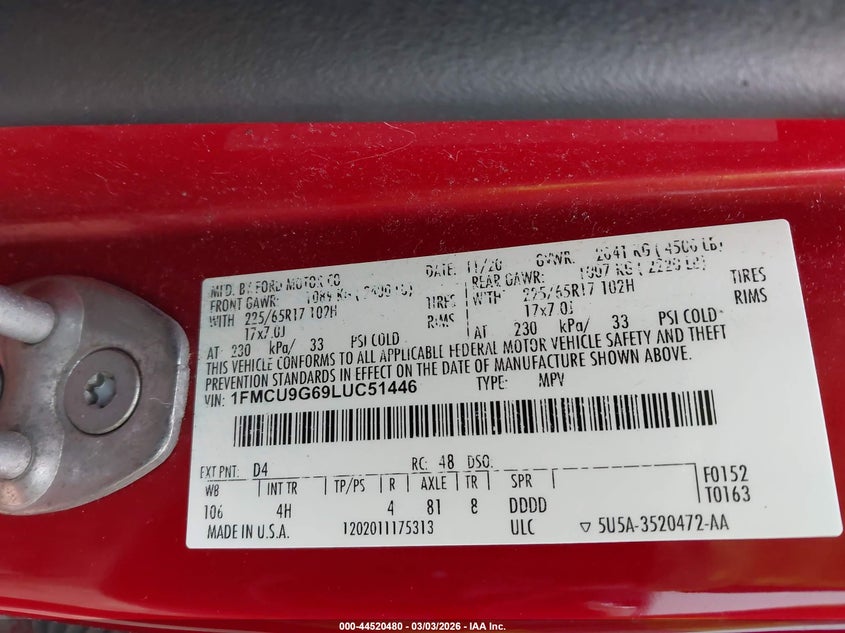 MFD. BY FORD MOTOR CO
DATE: 11/20
GVWR: 2041 KG ( 4500 LB)
FRONT GAWR: 1089 KG ( 2400 LB)
REAR GAWR: 1007 KG ( 2220 LB)
WITH 225/65R17 102H TIRES
WITH 225/65R17 102H TIRES
17x7.0J RIMS
17x7.0J RIMS
AT 230 kPa/ 33 PSI COLD
AT 230 kPa/ 33 PSI COLD
THIS VEHICLE CONFORMS TO ALL APPLICABLE FEDERAL MOTOR VEHICLE SAFETY AND THEFT
PREVENTION STANDARDS IN EFFECT ON THE DATE OF MANUFACTURE SHOWN ABOVE.
VIN: 1FMCU9G69LUC51446 TYPE: MPV
EXT PNT: D4 RC: 48 DSO:
WB INT TR TP/PS R AXLE TR SPR
106 4H 4 81 8 DDDD
F0152
T0163
MADE IN U.S.A. 1202011175313 ULC ▽ 5U5A-3520472-AA
000-44520480 - 03/03/2026 - IAA Inc.